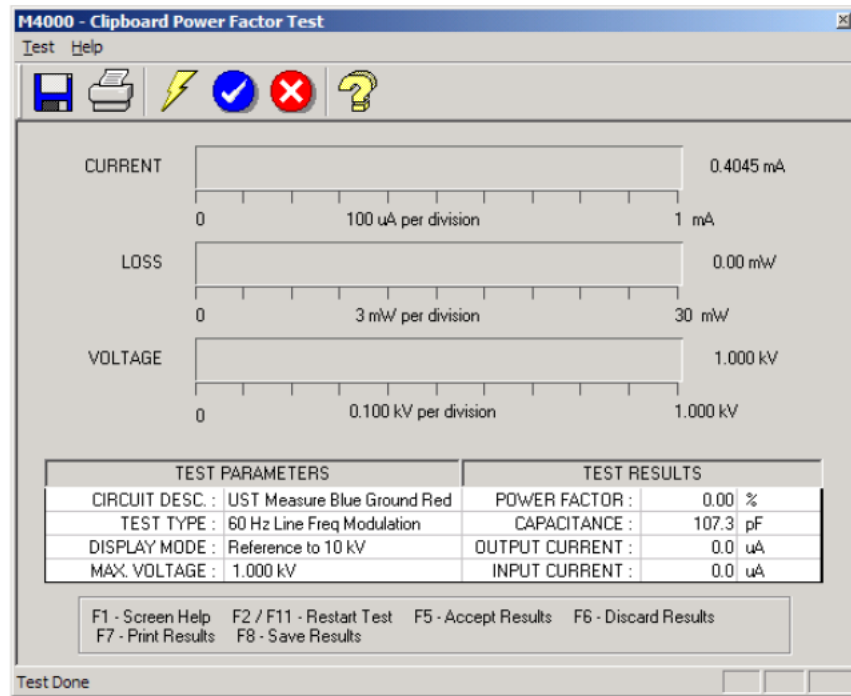 M4000 - Clipboard Power Factor Test
Test Help
CURRENT 0.4045 mA
0 100 uA per division 1 mA
LOSS 0.00 mW
0 3 mW per division 30 mW
VOLTAGE 1.000 kV
0 0.100 kV per division 1.000 kV
TEST PARAMETERS TEST RESULTS
CIRCUIT DESC. : UST Measure Blue Ground Red POWER FACTOR : 0.00 %
TEST TYPE : 60 Hz Line Freq Modulation CAPACITANCE : 107.3 pF
DISPLAY MODE : Reference to 10 kV OUTPUT CURRENT : 0.0 uA
MAX. VOLTAGE : 1.000 kV INPUT CURRENT : 0.0 uA
F1 - Screen Help F2 / F11 - Restart Test F5 - Accept Results F6 - Discard Results
F7 - Print Results F8 - Save Results
Test Done